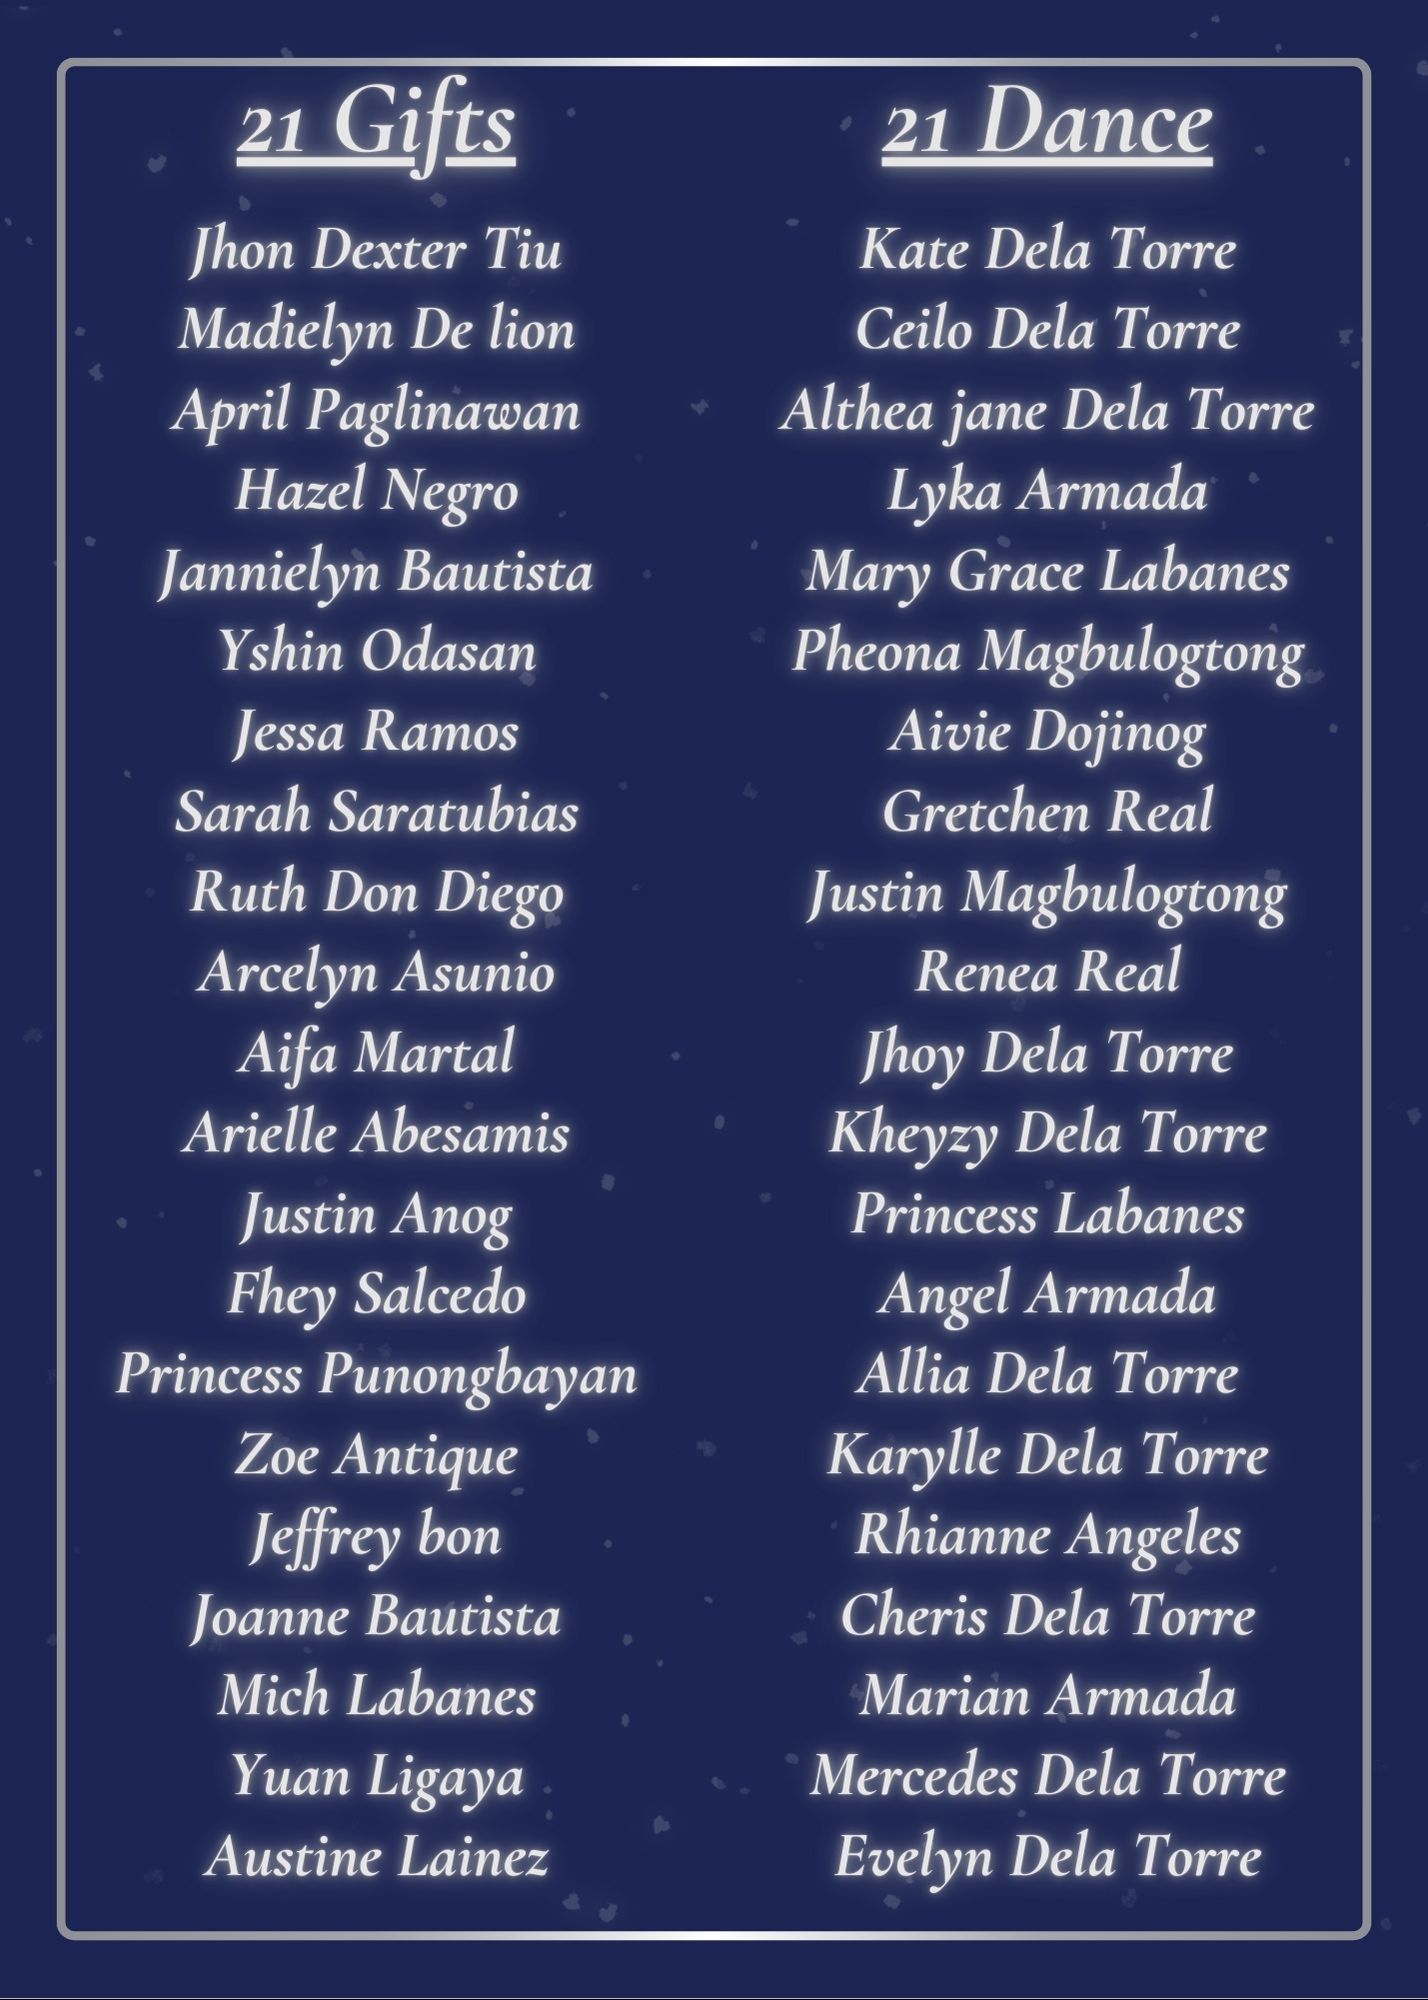 21 Gifts
Jhon Dexter Tiu
Madielyn De lion
April Paglinawan
Hazel Negro
Jannielyn Bautista
Yshin Odasan
Jessa Ramos
Sarah Saratubias
Ruth Don Diego
Arcelyn Asunio
Aifa Martal
Arielle Abesamis
Justin Anog
Fhey Salcedo
Princess Punongbayan
Zoe Antique
Jeffrey bon
Joanne Bautista
Mich Labanes
Yuan Ligaya
Austine Lainez
21 Dance
Kate Dela Torre
Ceilo Dela Torre
Althea jane Dela Torre
Lyka Armada
Mary Grace Labanes
Pheona Magbulogtong
Aivie Dojinog
Gretchen Real
Justin Magbulogtong
Renea Real
Jhoy Dela Torre
Kheyzy Dela Torre
Princess Labanes
Angel Armada
Allia Dela Torre
Karylle Dela Torre
Rhianne Angeles
Cheris Dela Torre
Marian Armada
Mercedes Dela Torre
Evelyn Dela Torre